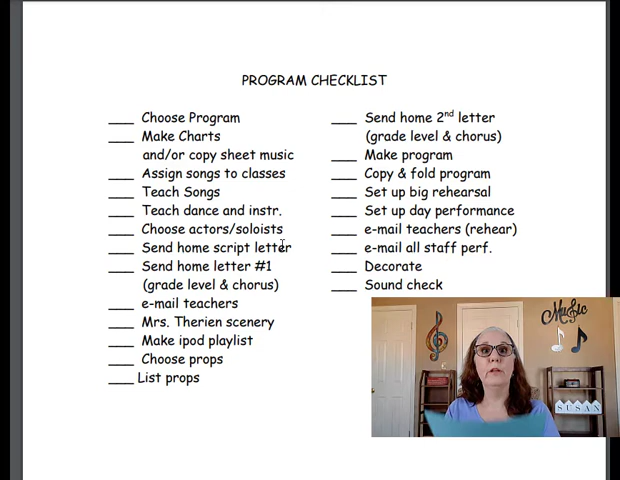 PROGRAM CHECKLIST
____ Choose Program
____ Make Charts
and/or copy sheet music
____ Assign songs to classes
____ Teach Songs
____ Teach dance and instr.
____ Choose actors/soloists
____ Send home script letter
____ Send home letter #1
(grade level & chorus)
____ e-mail teachers
____ Mrs. Therien scenery
____ Make ipod playlist
____ Choose props
____ List props
____ Send home 2nd letter
(grade level & chorus)
____ Make program
____ Copy & fold program
____ Set up big rehearsal
____ Set up day performance
____ e-mail teachers (rehear)
____ e-mail all staff perf.
____ Decorate
____ Sound check
Music
SUSAN